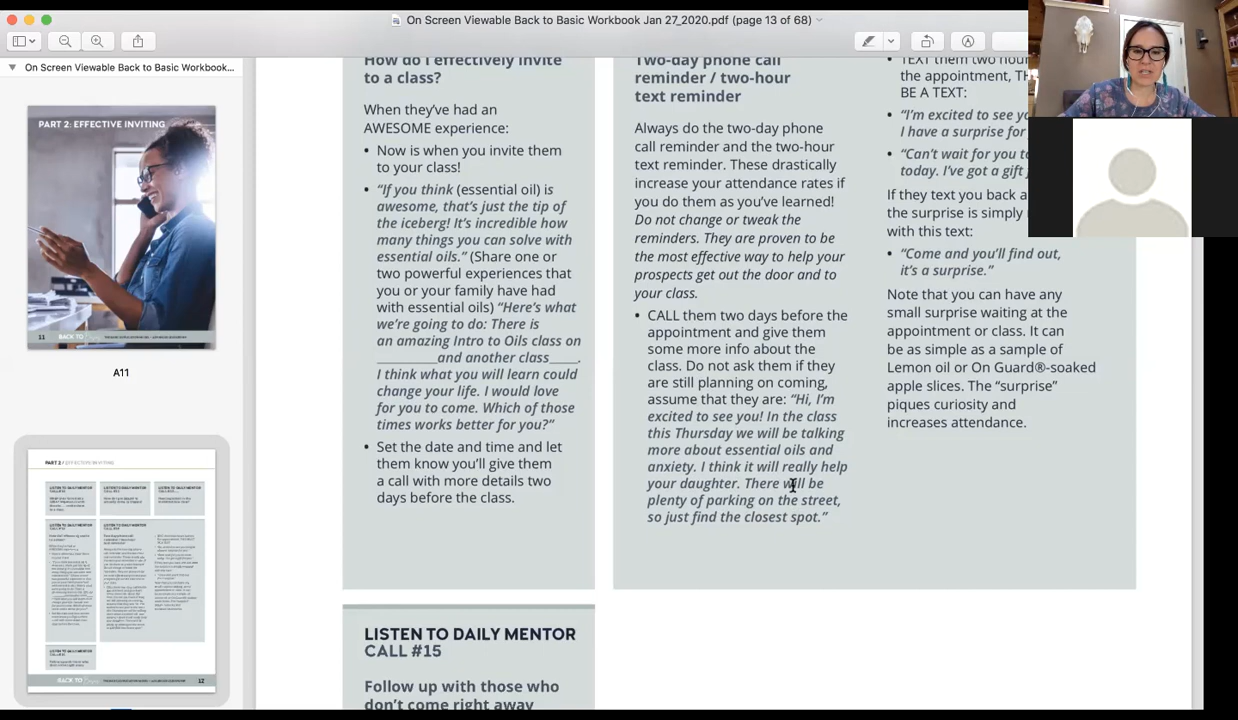 On Screen Viewable Back to Basic Workbook Jan 27_2020.pdf (page 13 of 68)
On Screen Viewable Back to Basic Workbook...
PART 2: EFFECTIVE INVITING
11
BACK TO
A11
PART 2
LISTEN TO DAILY MENTOR
BACK TO
12
How do I effectively invite
to a class?
When they've had an
AWESOME experience:
• Now is when you invite them
to your class!
• "If you think (essential oil) is
awesome, that's just the tip of
the iceberg! It's incredible how
many things you can solve with
essential oils." (Share one or
two powerful experiences that
you or your family have had
with essential oils) "Here's what
we're going to do: There is
an amazing Intro to Oils class on
_________and another class_____.
I think what you will learn could
change your life. I would love
for you to come. Which of those
times works better for you?"
• Set the date and time and let
them know you'll give them
a call with more details two
days before the class.
Two-day phone call
reminder / two-hour
text reminder
Always do the two-day phone
call reminder and the two-hour
text reminder. These drastically
increase your attendance rates if
you do them as you've learned!
Do not change or tweak the
reminders. They are proven to be
the most effective way to help your
prospects get out the door and to
your class.
• CALL them two days before the
appointment and give them
some more info about the
class. Do not ask them if they
are still planning on coming,
assume that they are: "Hi, I'm
excited to see you! In the class
this Thursday we will be talking
more about essential oils and
anxiety. I think it will really help
your daughter. There will be
plenty of parking on the street,
so just find the closest spot."
• TEXT them two hou
the appointment, TH
BE A TEXT:
• "I'm excited to see yo
I have a surprise for
• "Can't wait for you to
today. I've got a gift
If they text you back a
the surprise is simply
with this text:
• "Come and you'll find out,
it's a surprise."
Note that you can have any
small surprise waiting at the
appointment or class. It can
be as simple as a sample of
Lemon oil or On Guard®-soaked
apple slices. The "surprise"
piques curiosity and
increases attendance.
LISTEN TO DAILY MENTOR
CALL #15
Follow up with those who
don't come right away